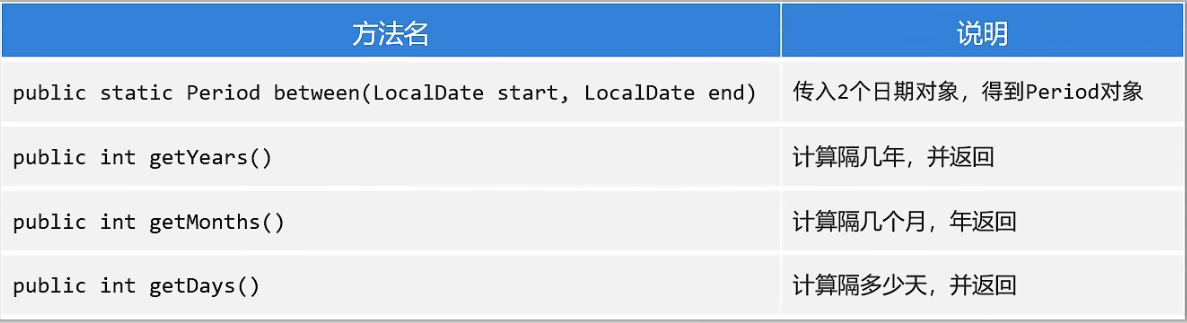 方法名 说明
public static Period between(LocalDate start, LocalDate end) 传入2个日期对象，得到Period对象
public int getYears() 计算隔几年，并返回
public int getMonths() 计算隔几个月，年返回
public int getDays() 计算隔多少天，并返回